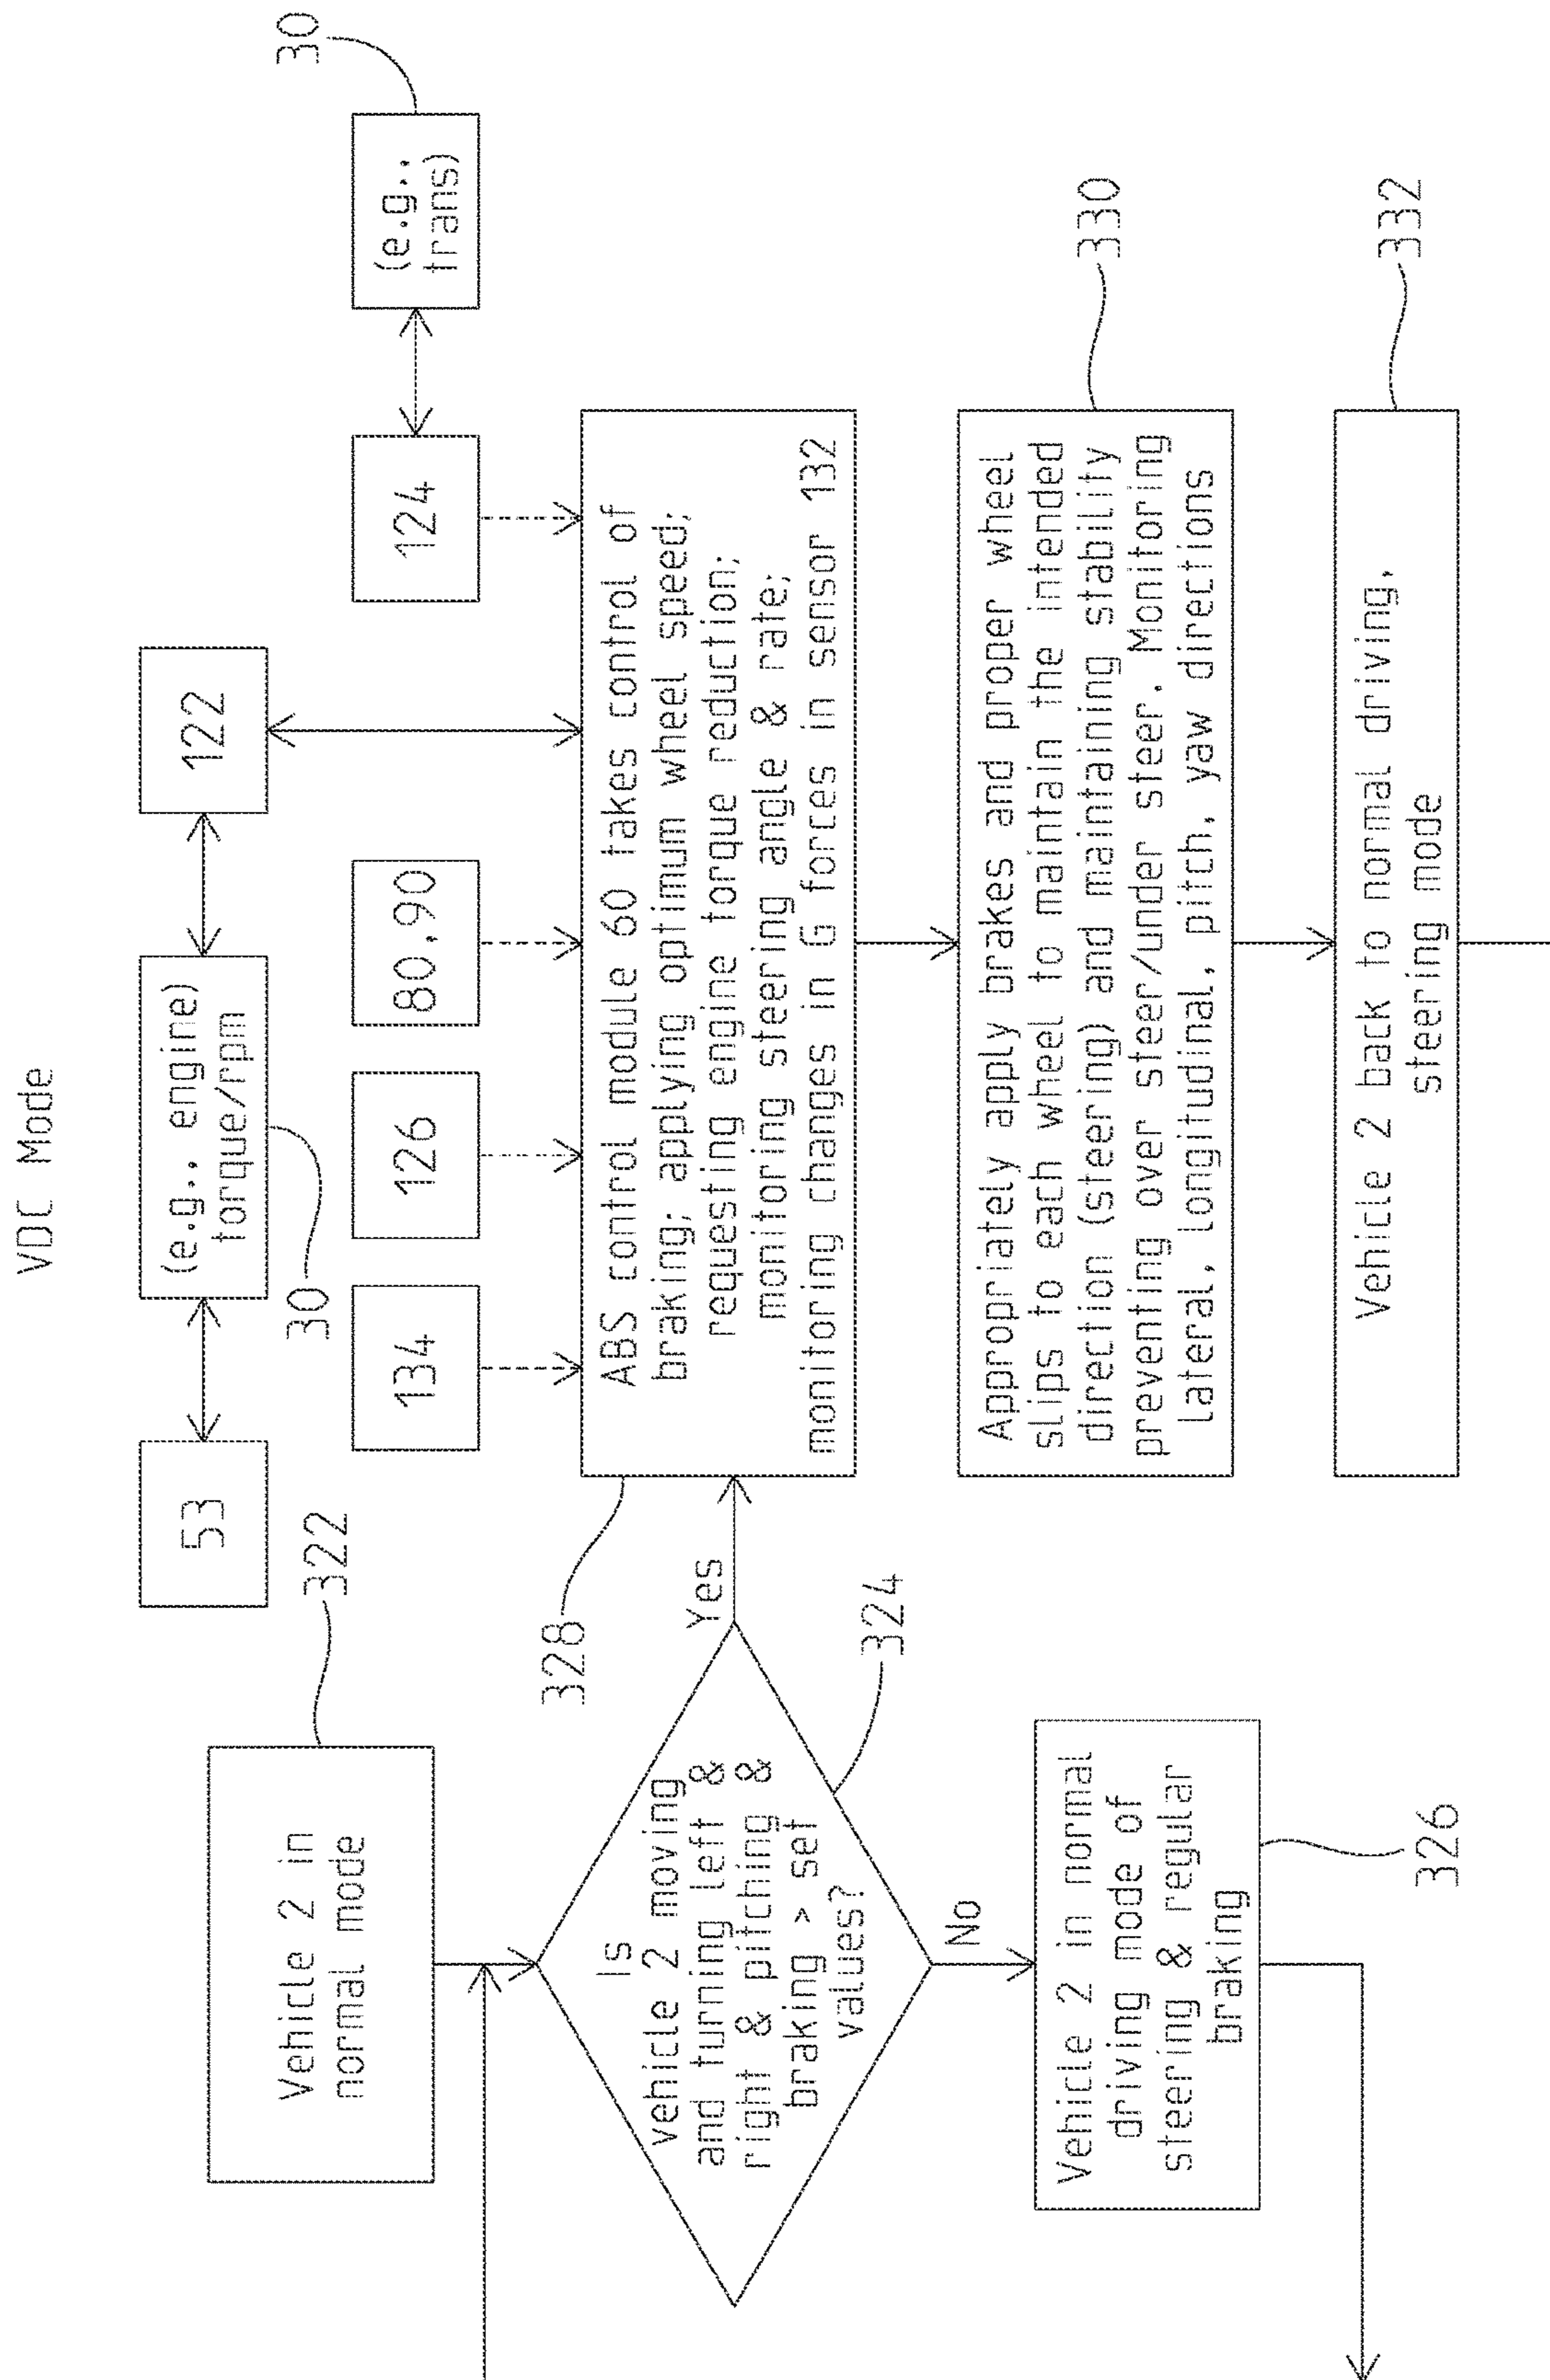 VDC Mode
53
(e.g., engine)
torque/rpm
30
122
134
126
80,90
124
(e.g.,
trans)
30
Vehicle 2 in
normal mode
322
Is
vehicle 2 moving
and turning left &
right & pitching &
braking > set
values?
324
Yes
No
328
ABS control module 60 takes control of
braking; applying optimum wheel speed;
requesting engine torque reduction;
monitoring steering angle & rate;
monitoring changes in G forces in sensor 132
Appropriately apply brakes and proper wheel
slips to each wheel to maintain the intended
direction (steering) and maintaining stability
preventing over steer/under steer. Monitoring
lateral, longitudinal, pitch, yaw directions
330
Vehicle 2 in normal
driving mode of
steering & regular
braking
326
Vehicle 2 back to normal driving,
steering mode
332